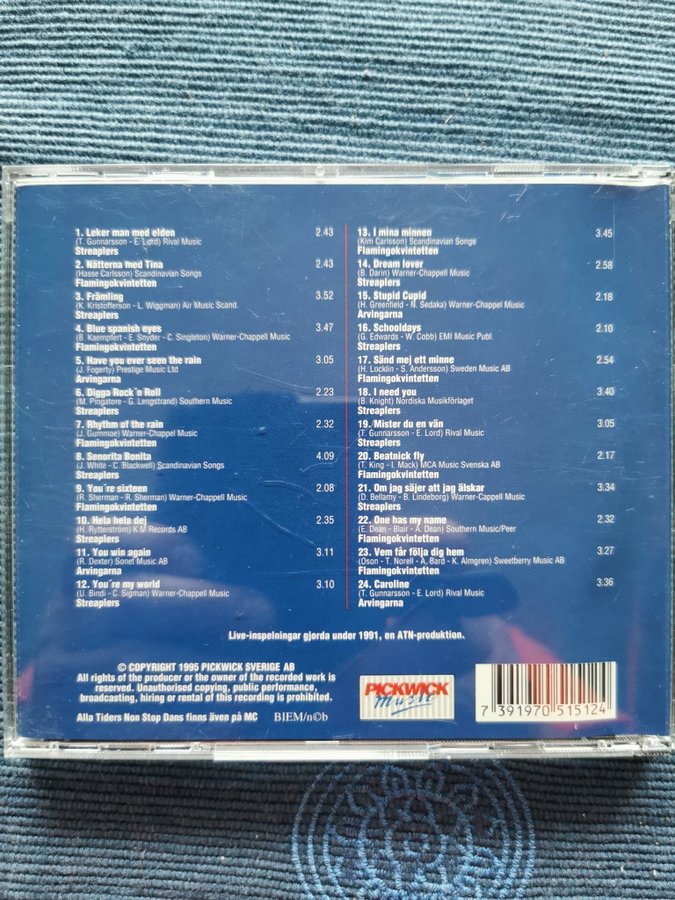 1. Leker man med elden 2.43
(T. Gunnarsson - E. Lord) Rival Music
Streaplers
2. Nätterna med Tina 2.43
(Hasse Carlsson) Scandinavian Songs
Flamingokvintetten
3. Främling 3.52
(K. Kristofferson - L. Wiggman) Air Music Scand.
Streaplers
4. Blue spanish eyes 3.47
(B. Kaempfert - E. Snyder - C. Singleton) Warner-Chappell Music
Flamingokvintetten
5. Have you ever seen the rain 3.05
(J. Fogerty) Prestige Music Ltd
Arvingarna
6. Digga Rock´n Roll 2.23
(M. Pingatore - G. Lengstrand) Southern Music
Streaplers
7. Rhythm of the rain 2.32
(J. Gummoe) Warner-Chappel Music
Flamingokvintetten
8. Senorita Bonita 4.09
(J. White - C. Blackwell) Scandinavian Songs
Streaplers
9. You´re sixteen 2.08
(R. Sherman - R. Sherman) Warner-Chappell Music
Flamingokvintetten
10. Hela hela dej 2.35
(H. Rytterström) K M Records AB
Streaplers
11. You win again 3.11
(R. Dexter) Sonet Music AB
Arvingarna
12. You´re my world 3.10
(U. Bindi - C. Sigman) Warner-Chappell Music
Streaplers
13. I mina minnen 3.45
(Kim Carlsson) Scandinavian Songs
Flamingokvintetten
14. Dream lover 2.58
(B. Darin) Warner-Chappell Music
Streaplers
15. Stupid Cupid 2.18
(H. Greenfield - N. Sedaka) Warner-Chappell Music
Arvingarna
16. Schooldays 2.10
(G. Edwards - W. Cobb) EMI Music Publ.
Streaplers
17. Sänd mej ett minne 2.54
(H. Locklin - S. Andersson) Sweden Music AB
Flamingokvintetten
18. I need you 3.40
(B. Knight) Nordiska Musikförlaget
Streaplers
19. Mister du en vän 3.05
(T. Gunnarsson - E. Lord) Rival Music
Streaplers
20. Beatnick fly 2.17
(T. King - I. Mack) MCA Music Svenska AB
Flamingokvintetten
21. Om jag säjer att jag älskar 3.34
(D. Bellamy - B. Lindeborg) Warner-Cappell Music
Streaplers
22. One has my name 2.32
(E. Dean - Blair - A. Dean) Southern Music/Peer
Flamingokvintetten
23. Vem får följa dig hem 3.27
(Oson - T. Norell - A. Bard - K. Almgren) Sweetberry Music AB
Flamingokvintetten
24. Caroline 3.36
(T. Gunnarsson - E. Lord) Rival Music
Arvingarna
Live-inspelningar gjorda under 1991, en ATN-produktion.
© COPYRIGHT 1995 PICKWICK SVERIGE AB
All rights of the producer or the owner of the recorded work is
reserved. Unauthorised copying, public performance,
broadcasting, hiring or rental of this recording is prohibited.
Alla Tiders Non Stop Dans finns även på MC BIEM/n©b
PICKWICK
Music
7 391970 515124